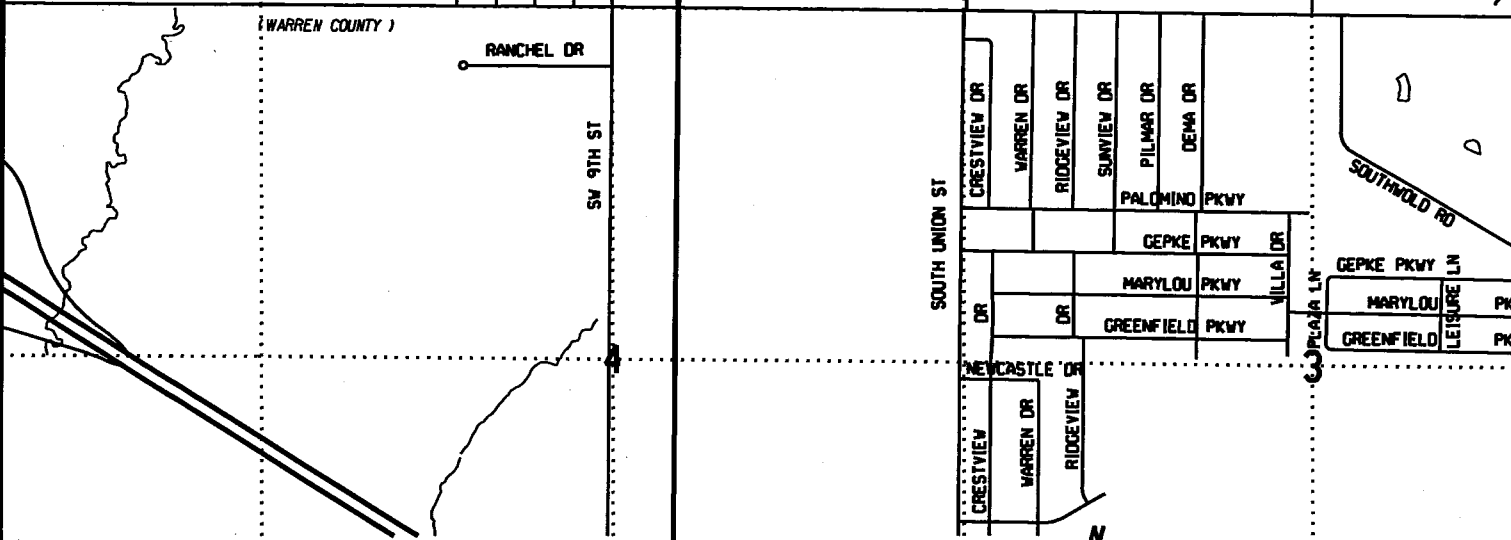 (WARREN COUNTY)
RANCHEL DR
SW 9TH ST
SOUTH UNION ST
CRESTVIEW DR
WARREN DR
RIDGEVIEW DR
SUNVIEW DR
PILMAR DR
DEMA DR
PALOMINO PKWY
GEPKE PKWY
MARYLOU PKWY
GREENFIELD PKWY
DR
DR
VILLA DR
PLAZA LN
SOUTHWOLD RD
GEPKE PKWY
LEISURE LN
MARYLOU PK
GREENFIELD PK
4
3
NEWCASTLE DR
CRESTVIEW
WARREN DR
RIDGEVIEW
N